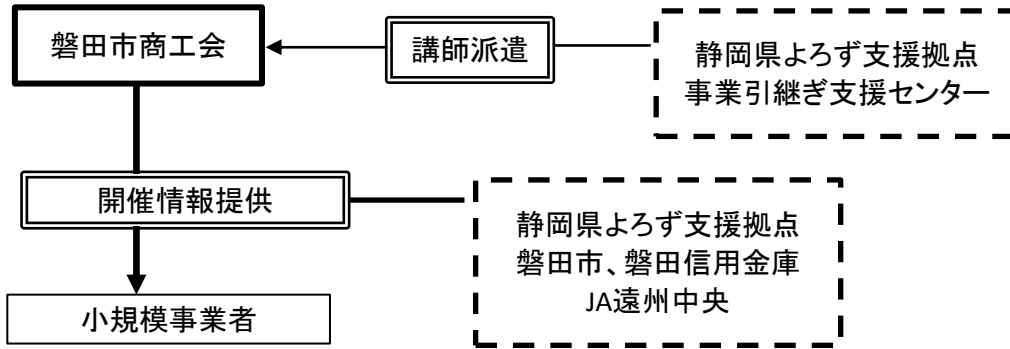 磐田市商工会
講師派遣
静岡県よろず支援拠点
事業引継ぎ支援センター
開催情報提供
静岡県よろず支援拠点
磐田市、磐田信用金庫
JA遠州中央
小規模事業者